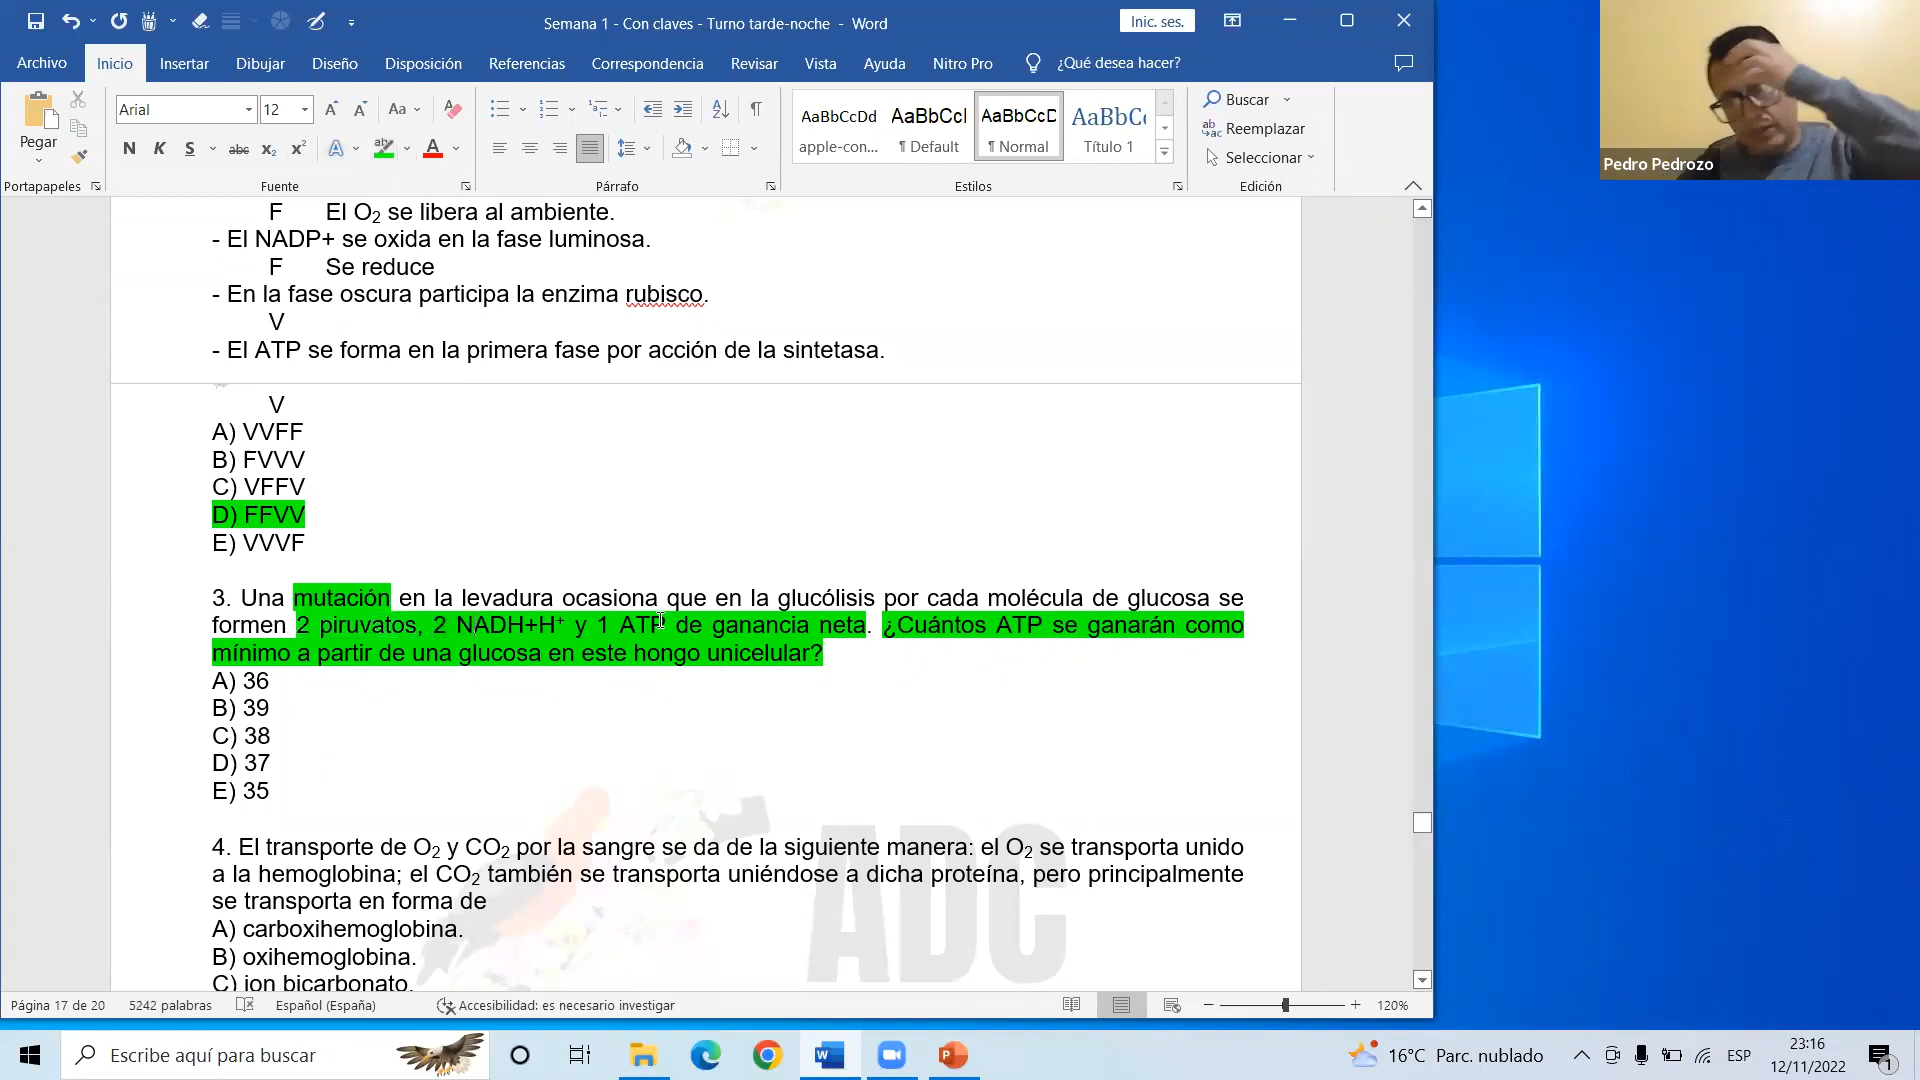 Semana 1 - Con claves - Turno tarde-noche - Word
Inic. ses.
Archivo Inicio Insertar Dibujar Diseño Disposición Referencias Correspondencia Revisar Vista Ayuda Nitro Pro ¿Qué desea hacer?
Pegar
Arial 12
N K S abc x₂ x²
AaBbCcDd AaBbCcI AaBbCcD AaBbC
apple-con... ¶ Default ¶ Normal Título 1
Buscar
Reemplazar
Seleccionar
Portapapeles Fuente Párrafo Estilos Edición
F El O₂ se libera al ambiente.
- El NADP+ se oxida en la fase luminosa.
F Se reduce
- En la fase oscura participa la enzima rubisco.
V
- El ATP se forma en la primera fase por acción de la sintetasa.
V
A) VVFF
B) FVVV
C) VFFV
D) FFVV
E) VVVF
3. Una mutación en la levadura ocasiona que en la glucólisis por cada molécula de glucosa se
formen 2 piruvatos, 2 NADH+H⁺ y 1 ATP de ganancia neta. ¿Cuántos ATP se ganarán como
mínimo a partir de una glucosa en este hongo unicelular?
A) 36
B) 39
C) 38
D) 37
E) 35
4. El transporte de O₂ y CO₂ por la sangre se da de la siguiente manera: el O₂ se transporta unido
a la hemoglobina; el CO₂ también se transporta uniéndose a dicha proteína, pero principalmente
se transporta en forma de
A) carboxihemoglobina.
B) oxihemoglobina.
C) ion bicarbonato.
ADC
Página 17 de 20 5242 palabras Español (España) Accesibilidad: es necesario investigar 120%
Escribe aquí para buscar
16°C Parc. nublado ESP
23:16
12/11/2022
1
Pedro Pedrozo